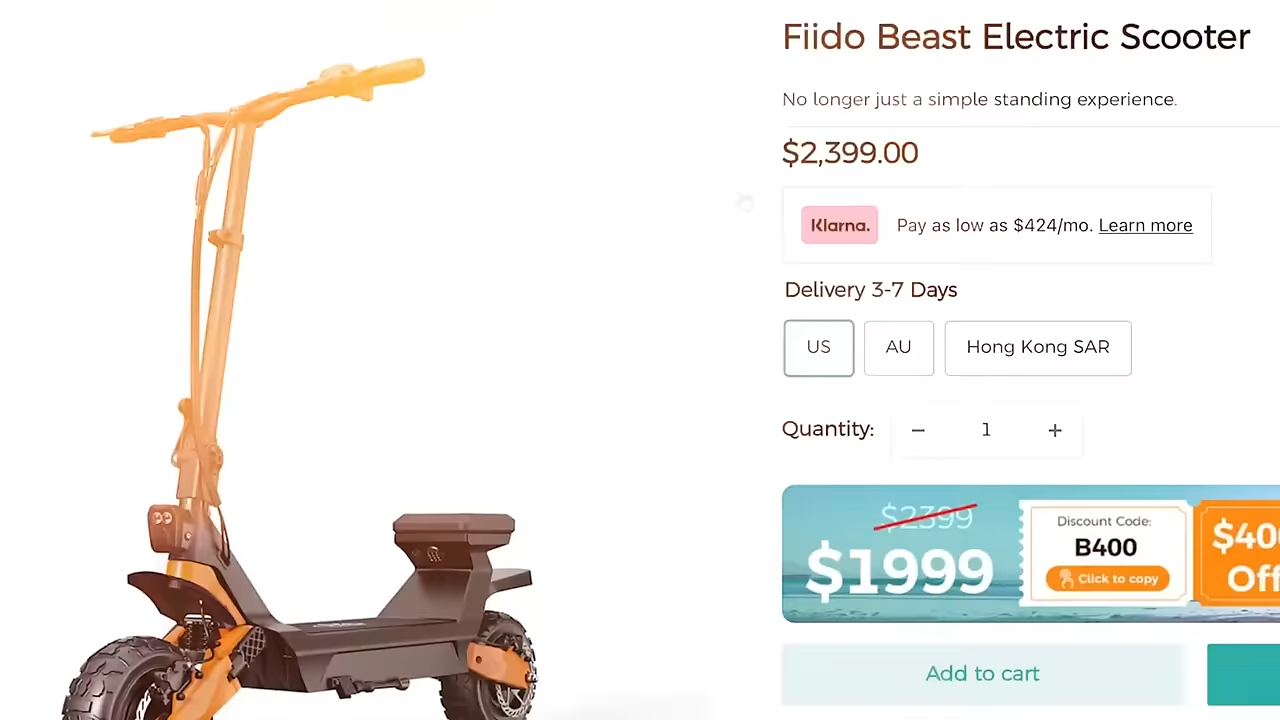 Fiido Beast Electric Scooter
No longer just a simple standing experience.
$2,399.00
Klarna. Pay as low as $424/mo. Learn more
Delivery 3-7 Days
US AU Hong Kong SAR
Quantity: − 1 +
$2399
$1999
Discount Code:
B400
Click to copy
$40
Off
Add to cart